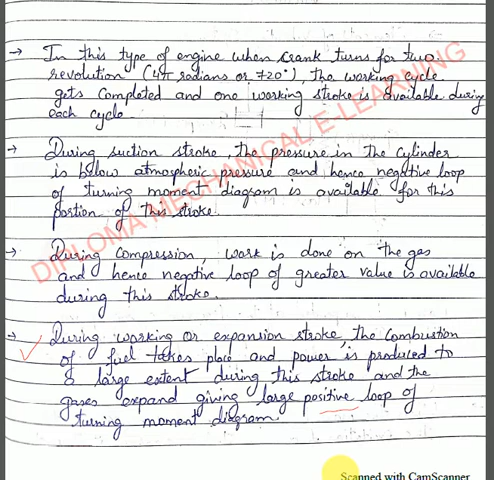 → In this type of engine when crank turns for two
revolution (4π radians or 720°), the working cycle
gets completed and one working stroke is available during
each cycle.
→ During suction stroke, the pressure in the cylinder
is below atmospheric pressure and hence negative loop
of turning moment diagram is available for this
portion of this stroke.
→ During compression, work is done on the gas
and hence negative loop of greater value is available
during this stroke.
→ During working or expansion stroke, the combustion
of fuel takes place and power is produced to
a large extent during this stroke and the
gases expand giving large positive loop of
turning moment diagram.
DIPLOMA MECHANICAL E-LEARNING
Scanned with CamScanner